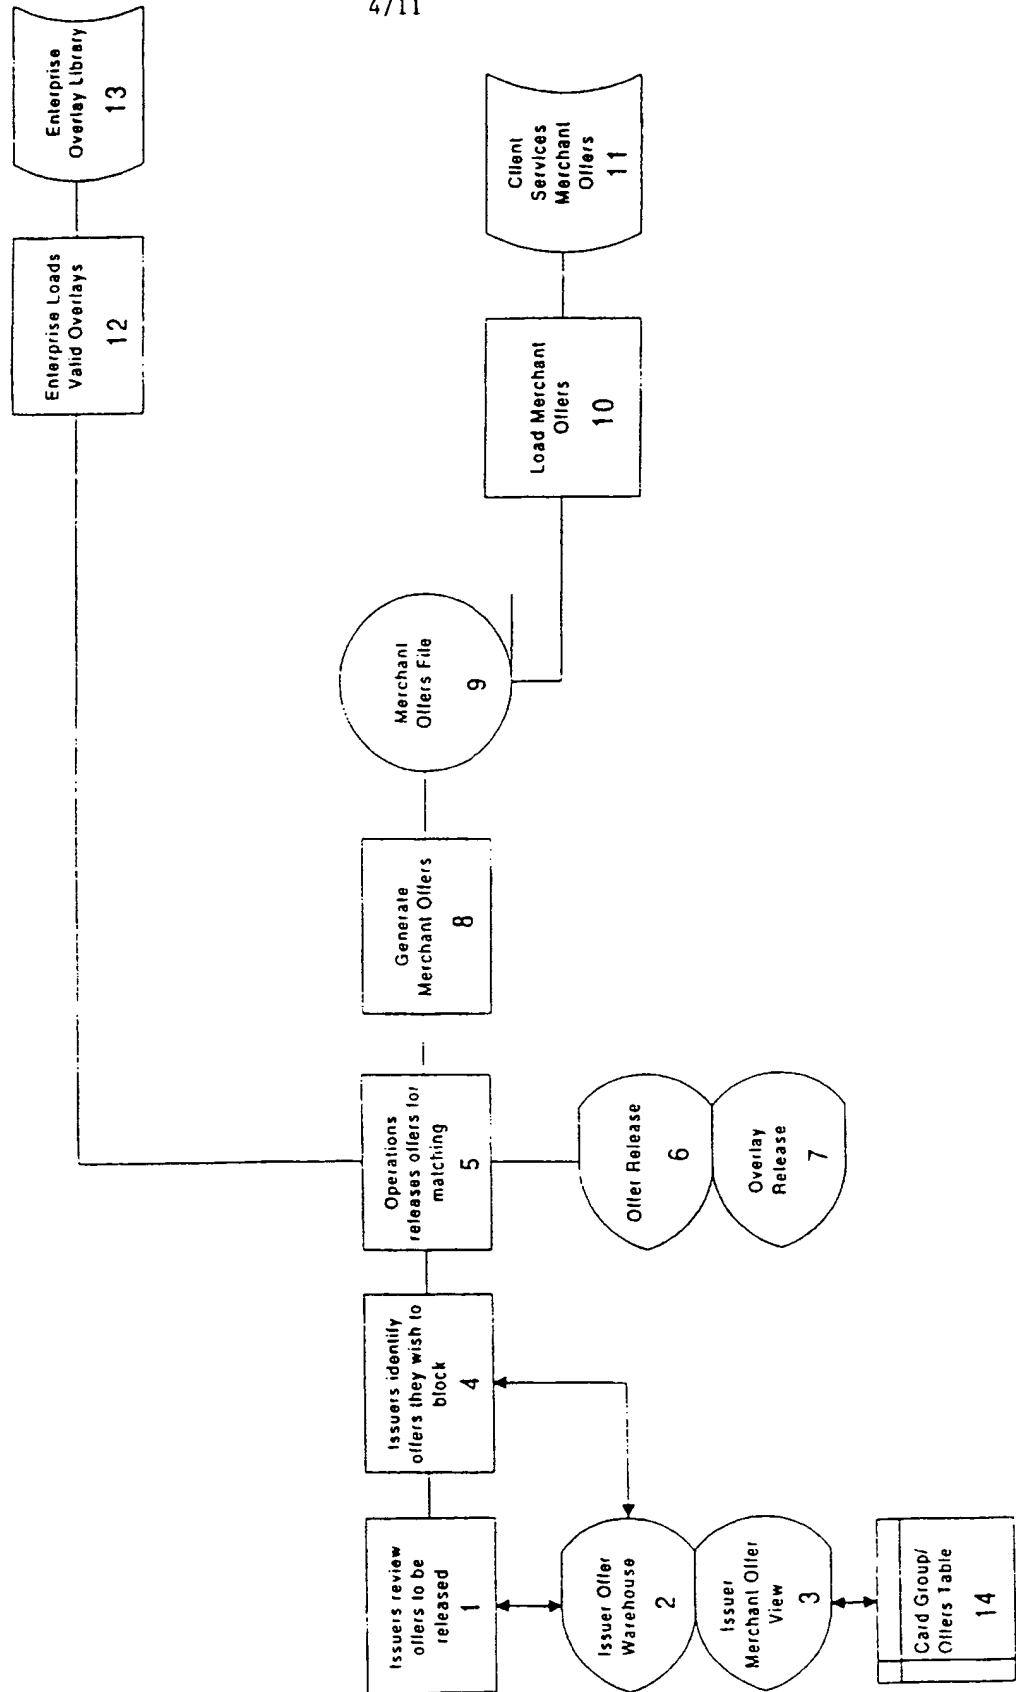 4/11
Issuers review
offers to be
released
1
Issuer Offer
Warehouse
2
Issuer
Merchant Offer
View
3
Card Group/
Offers Table
14
Issuers identify
offers they wish to
block
4
Operations
releases offers for
matching
5
Offer Release
6
Overlay
Release
7
Generate
Merchant Offers
8
Merchant
Offers File
9
Load Merchant
Offers
10
Client
Services
Merchant
Offers
11
Enterprise Loads
Valid Overlays
12
Enterprise
Overlay Library
13